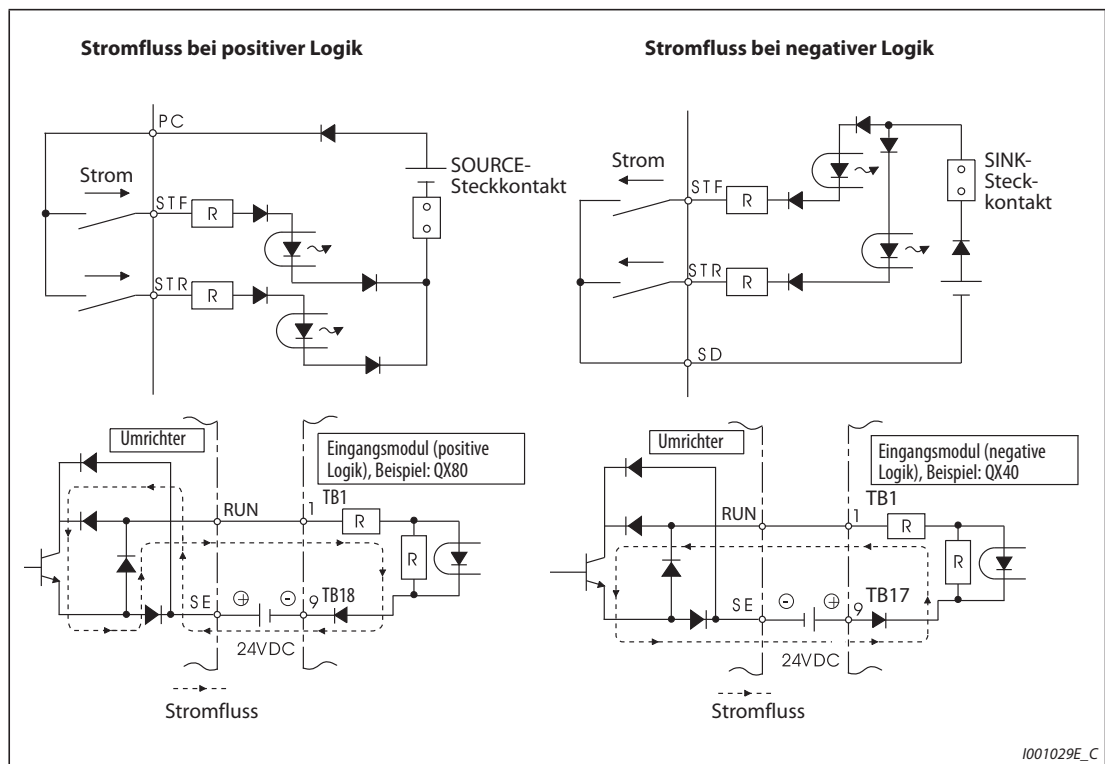 Stromfluss bei positiver Logik
PC
Strom
SOURCE-
Steckkontakt
STF
R
STR
R
Stromfluss bei negativer Logik
Strom
SINK-
Steck-
kontakt
STF
R
STR
R
SD
Umrichter
Eingangsmodul (positive
Logik), Beispiel: QX80
TB1
RUN
1
R
R
SE
⊕
⊖
9
TB18
24VDC
Stromfluss
Umrichter
Eingangsmodul (negative
Logik), Beispiel: QX40
TB1
RUN
1
R
R
SE
⊖
⊕
9
TB17
24VDC
Stromfluss
I001029E_C